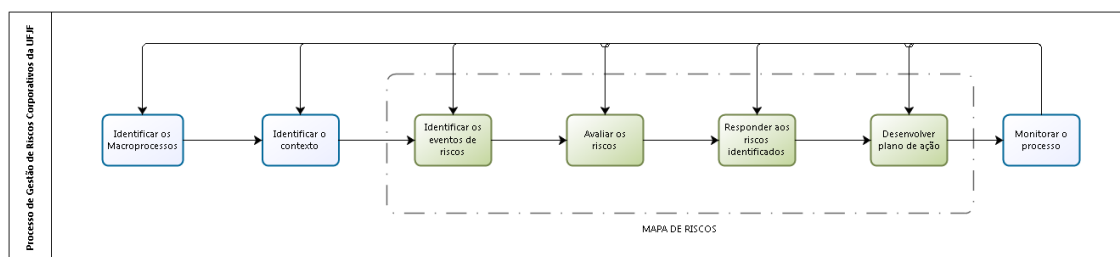 Processo de Gestão de Riscos Corporativos da UFJF
Identificar os
Macroprocessos
Identificar o
contexto
Identificar os
eventos de
riscos
Avaliar os
riscos
Responder aos
riscos
identificados
Desenvolver
plano de ação
Monitorar o
processo
MAPA DE RISCOS